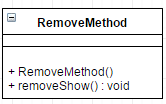 RemoveMethod
+ RemoveMethod()
+ removeShow() : void